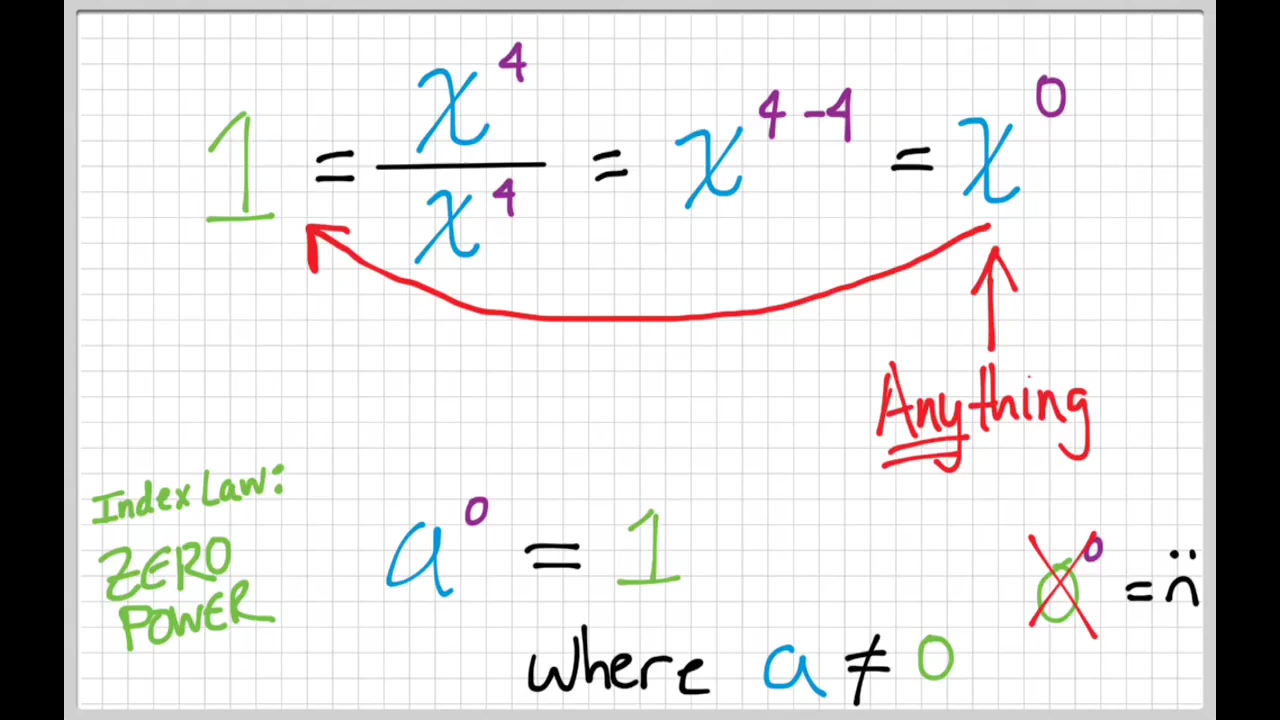 1 = x⁴/x⁴ = x⁴⁻⁴ = x⁰
Anything
Index Law:
ZERO
POWER
a⁰ = 1
0⁰ = n̈
where a ≠ 0